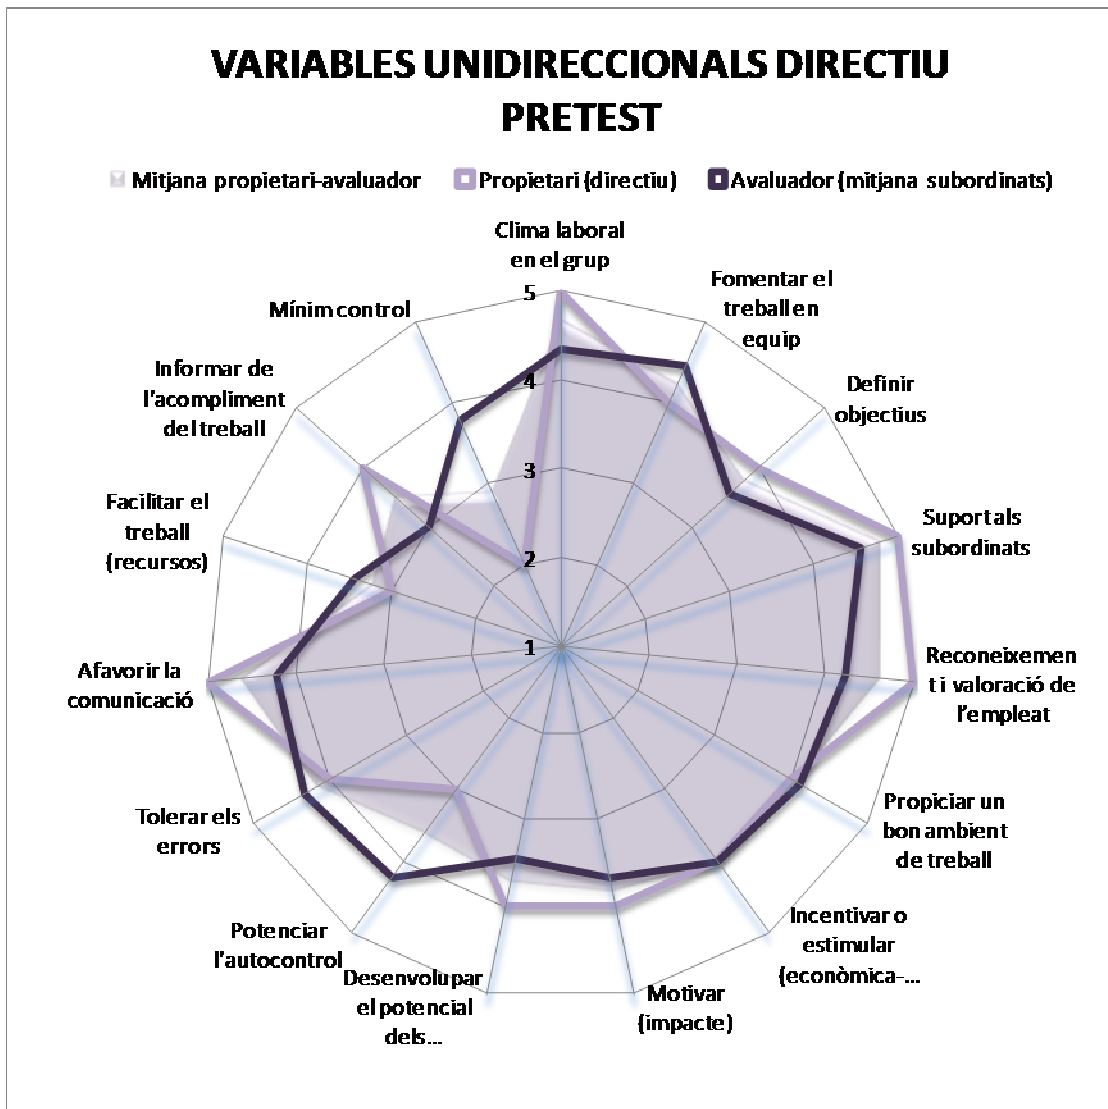 VARIABLES UNIDIRECCIONALS DIRECTIU
PRETEST
Mitjana propietari-avaluador
Propietari (directiu)
Avaluador (mitjana subordinats)
Clima laboral
en el grup
Fomentar el
treball en
equip
Definir
objectius
Suport als
subordinats
Reconeixemen
t i valoració de
l'empleat
Propiciar un
bon ambient
de treball
Incentivar o
estimular
(econòmica-...
Motivar
(impacte)
Desenvolupar
el potencial
dels...
Potenciar
l'autocontrol
Tolerar els
errors
Afavorir la
comunicació
Facilitar el
treball
(recursos)
Informar de
l'acompliment
del treball
Mínim control
5
4
3
2
1